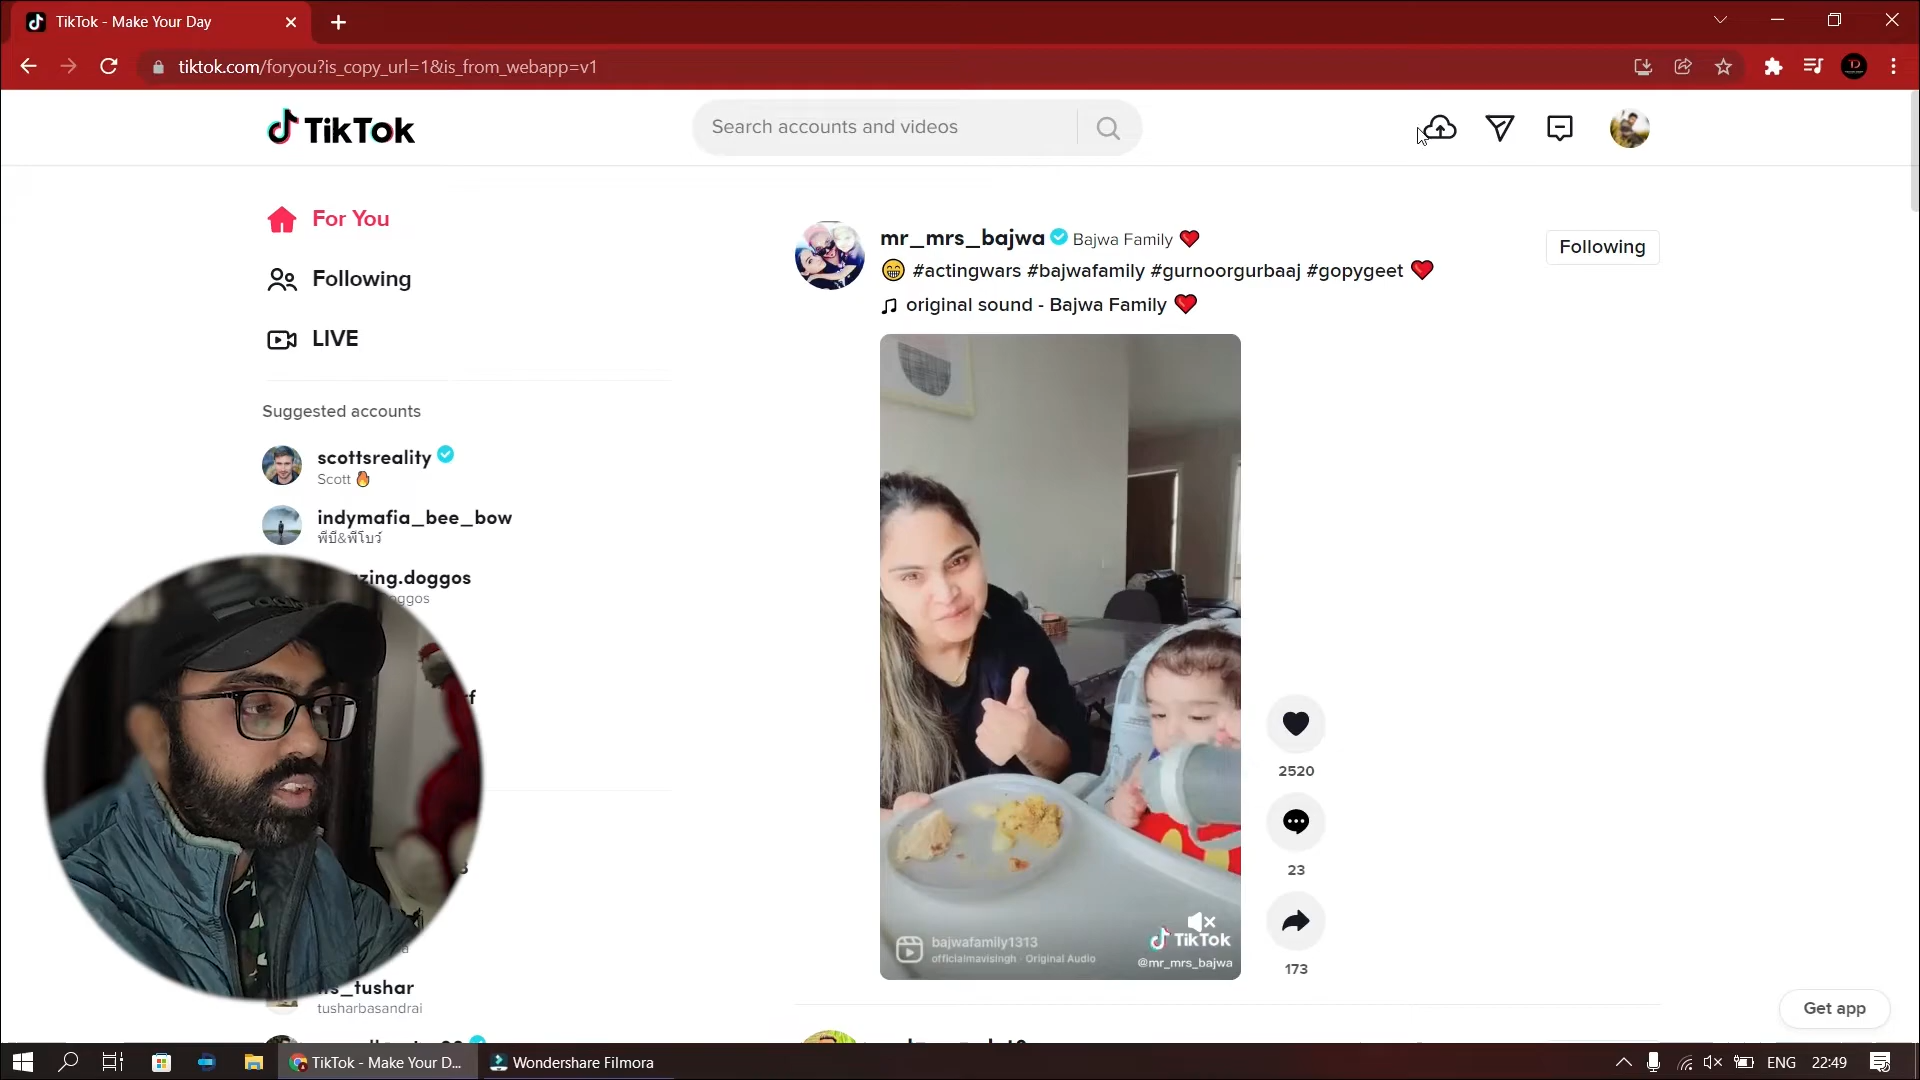 TikTok - Make Your Day
tiktok.com/foryou?is_copy_url=1&is_from_webapp=v1
TikTok
Search accounts and videos
For You
Following
LIVE
Suggested accounts
scottsreality
Scott
indymafia_bee_bow
พีบี&พีโบว์
zing.doggos
oggos
rf
3
a
tusharbasandrai
mr_mrs_bajwa Bajwa Family
#actingwars #bajwafamily #gurnoorgurbaaj #gopygeet
original sound - Bajwa Family
Following
bajwafamily1313
officialmavisingh · Original Audio
TikTok
@mr_mrs_bajwa
2520
23
173
Get app
TikTok - Make Your D...
Wondershare Filmora
ENG
22:49